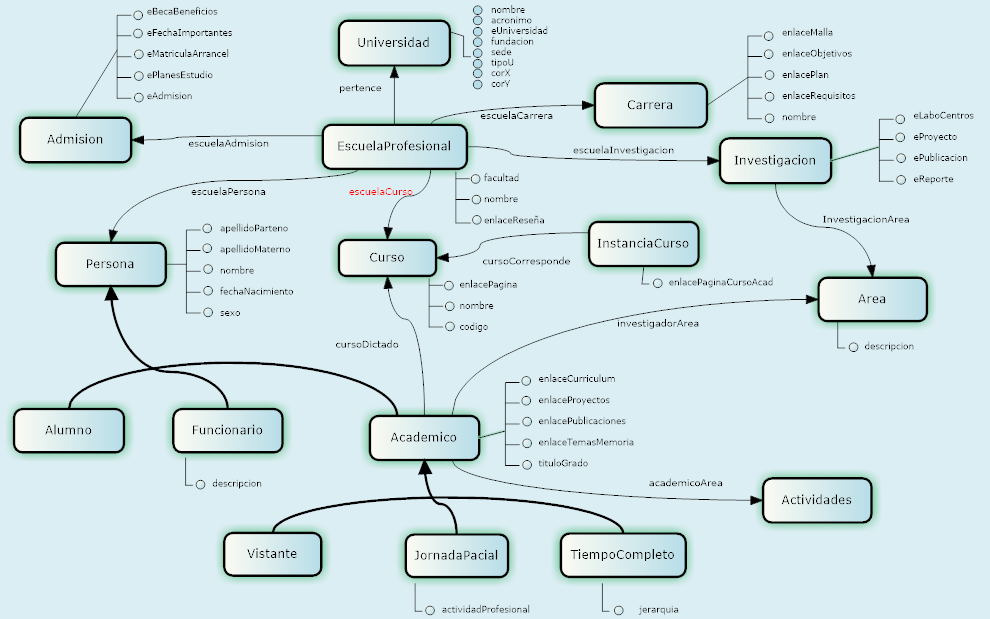 eBecaBeneficios
eFechaImportantes
eMatriculaArrancel
ePlanesEstudio
eAdmision
Universidad
nombre
acronimo
eUniversidad
fundacion
sede
tipoU
corX
corY
enlaceMalla
enlaceObjetivos
enlacePlan
enlaceRequisitos
nombre
pertence
Carrera
escuelaCarrera
Admision
escuelaAdmision
EscuelaProfesional
escuelaInvestigacion
Investigacion
eLaboCentros
eProyecto
ePublicacion
eReporte
escuelaPersona
escuelaCurso
facultad
nombre
enlaceReseña
InvestigacionArea
Persona
apellidoParteno
apellidoMaterno
nombre
fechaNacimiento
sexo
Curso
cursoCorresponde
InstanciaCurso
enlacePaginaCursoAcad
enlacePagina
nombre
codigo
Area
descripcion
investigadorArea
cursoDictado
Alumno
Funcionario
descripcion
Academico
enlaceCurriculum
enlaceProyectos
enlacePublicaciones
enlaceTemasMemoria
tituloGrado
academicoArea
Actividades
Vistante
JornadaPacial
TiempoCompleto
actividadProfesional
jerarquia